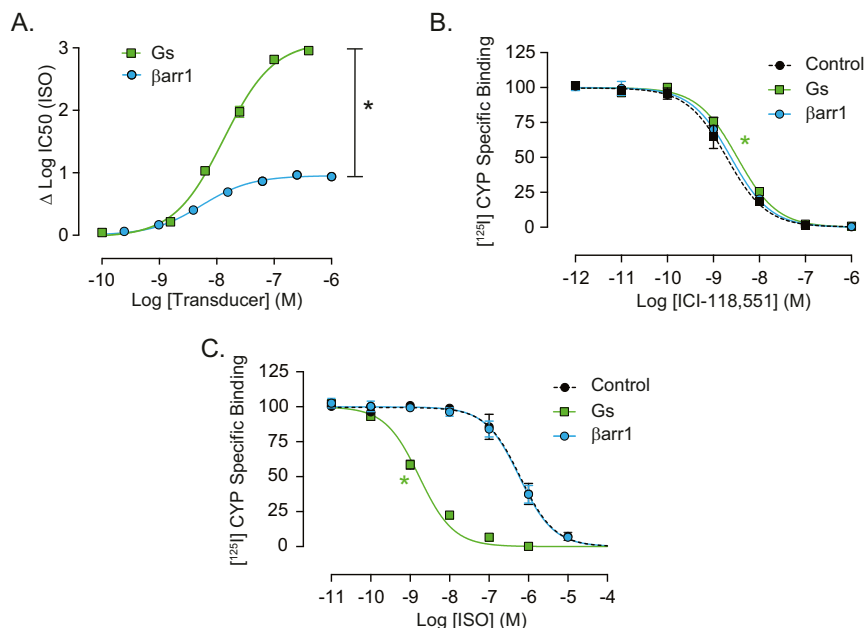 A.
Gs
βarr1
Δ Log IC50 (ISO)
3
2
1
0
*
-10 -9 -8 -7 -6
Log [Transducer] (M)
B.
Control
Gs
βarr1
[¹²⁵I] CYP Specific Binding
125
100
75
50
25
0
*
-12 -11 -10 -9 -8 -7 -6
Log [ICI-118,551] (M)
C.
Control
Gs
βarr1
[¹²⁵I] CYP Specific Binding
125
100
75
50
25
0
*
-11 -10 -9 -8 -7 -6 -5 -4
Log [ISO] (M)